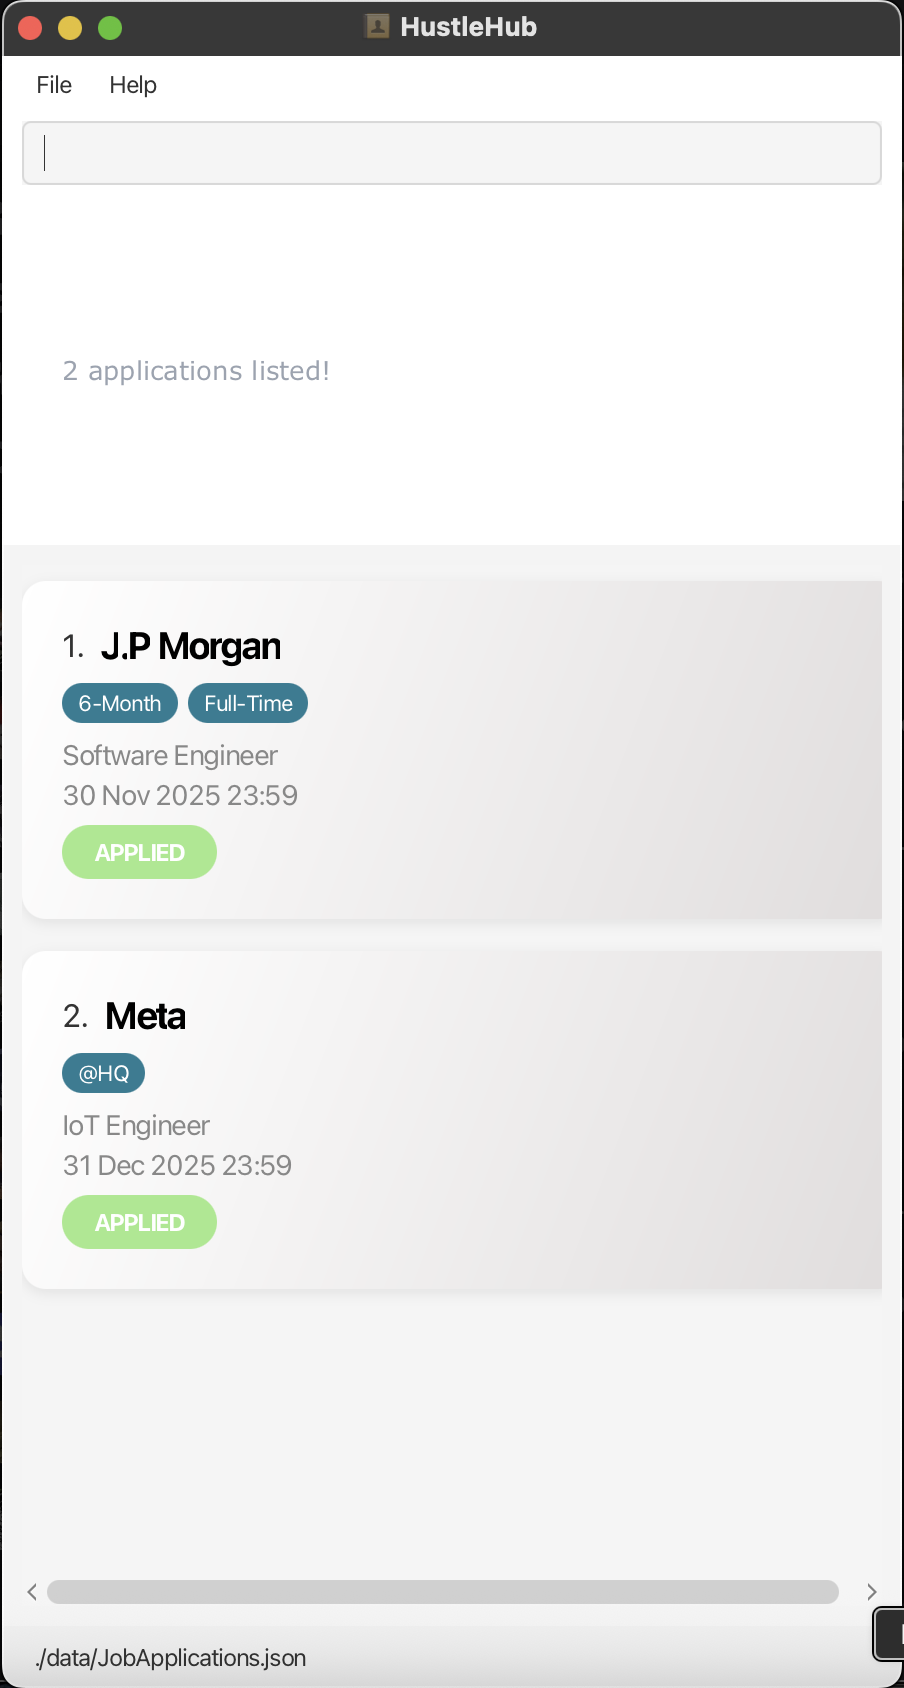 HustleHub
File Help
2 applications listed!
1. J.P Morgan
6-Month Full-Time
Software Engineer
30 Nov 2025 23:59
APPLIED
2. Meta
@HQ
IoT Engineer
31 Dec 2025 23:59
APPLIED
./data/JobApplications.json